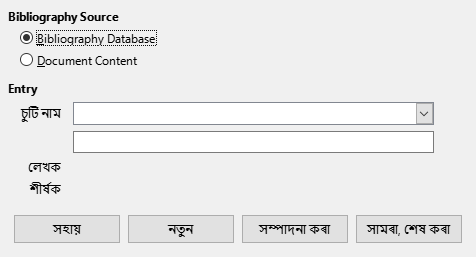 Bibliography Source
Bibliography Database
Document Content
Entry
চুটি নাম
লেখক
শীৰ্ষক
সহায়
নতুন
সম্পাদনা কৰা
সামৰা, শেষ কৰা